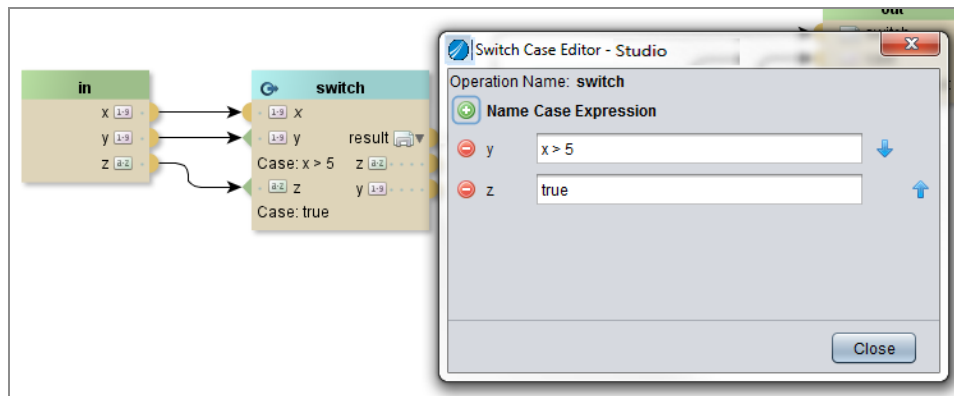 out
switch
in
x 1-9
y 1-9
z a-z
switch
1-9 x
1-9 y result
Case: x > 5 z a-z
a-z z y 1-9
Case: true
Switch Case Editor - Studio
Operation Name: switch
Name Case Expression
y x > 5
z true
Close